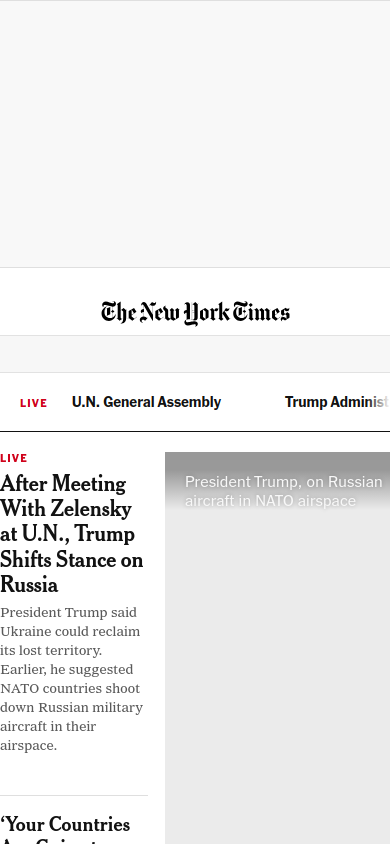 The New York Times
LIVE
U.N. General Assembly
Trump Administ
LIVE
After Meeting
With Zelensky
at U.N., Trump
Shifts Stance on
Russia
President Trump said
Ukraine could reclaim
its lost territory.
Earlier, he suggested
NATO countries shoot
down Russian military
aircraft in their
airspace.
President Trump, on Russian
aircraft in NATO airspace
‘Your Countries